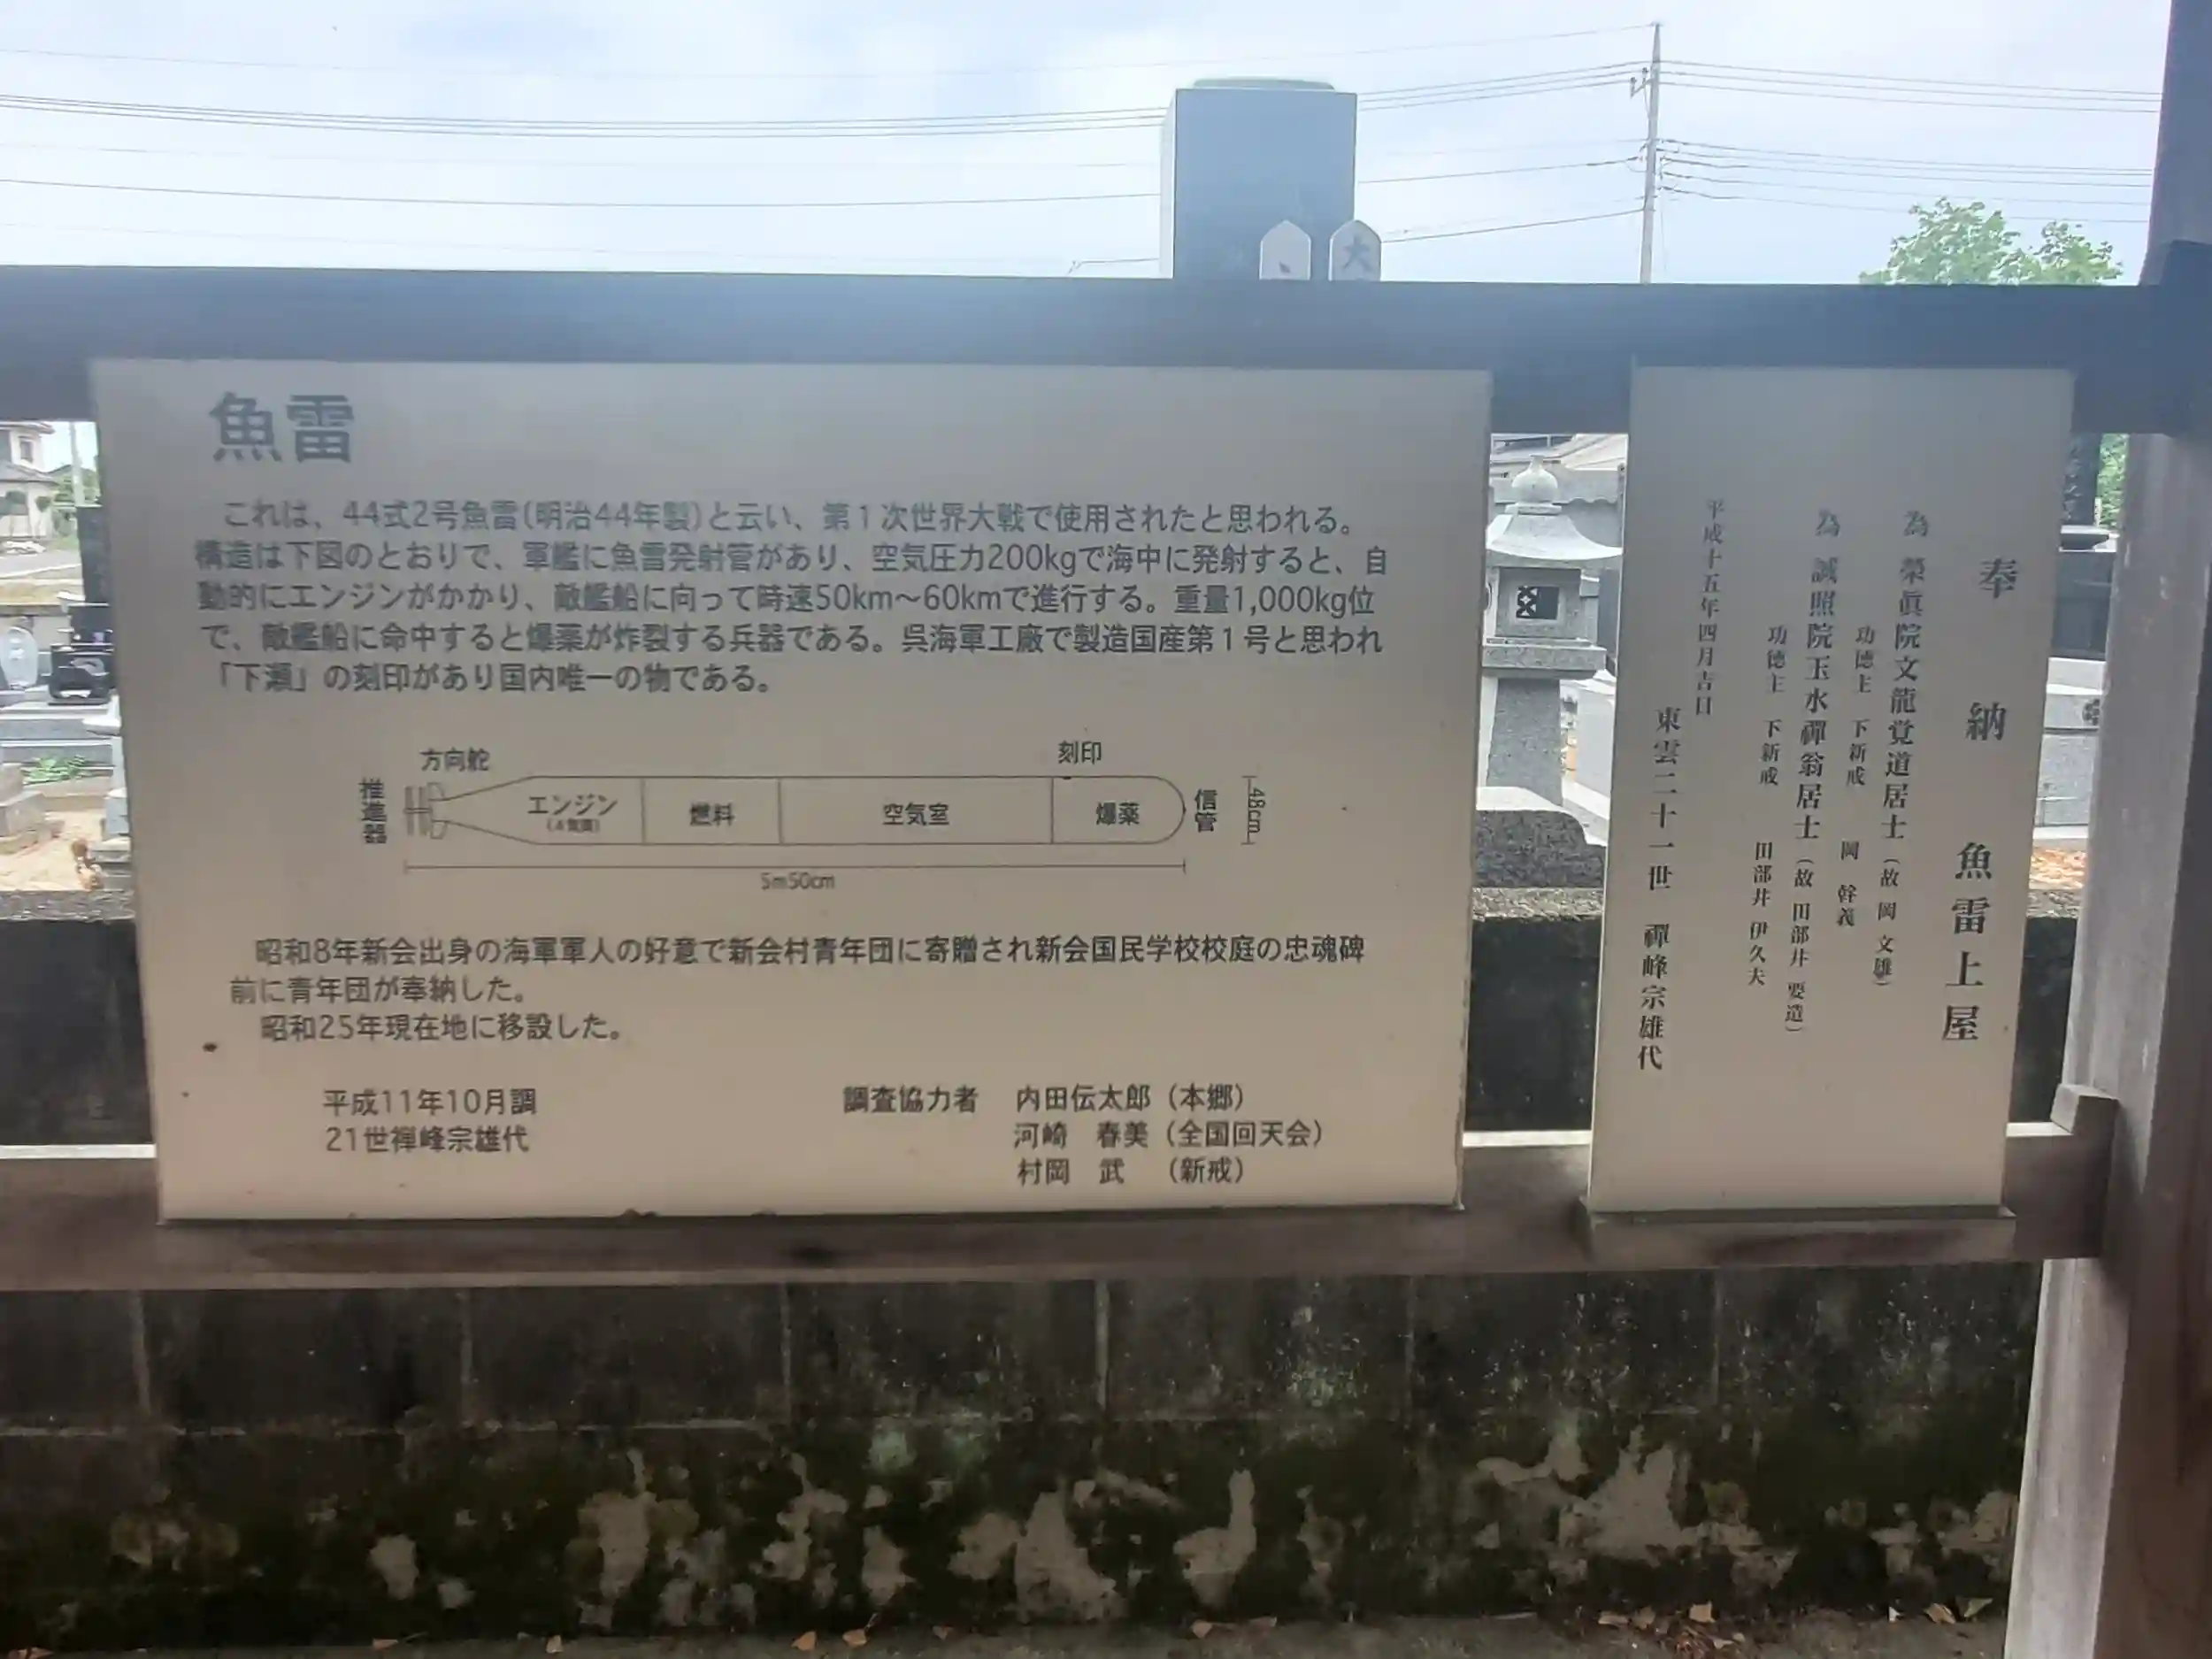 魚雷
これは、44式2号魚雷(明治44年製)と云い、第1次世界大戦で使用されたと思われる。
構造は下図のとおりで、軍艦に魚雷発射管があり、空気圧力200kgで海中に発射すると、自
動的にエンジンがかかり、敵艦船に向って時速50km～60kmで進行する。重量1,000kg位
で、敵艦船に命中すると爆薬が炸裂する兵器である。呉海軍工廠で製造国産第1号と思われ
「下瀬」の刻印があり国内唯一の物である。
方向舵
刻印
推進器
エンジン
(4気筒)
燃料
空気室
爆薬
信管
48cm
5m50cm
昭和8年新会出身の海軍軍人の好意で新会村青年団に寄贈され新会国民学校校庭の忠魂碑
前に青年団が奉納した。
昭和25年現在地に移設した。
平成11年10月調
21世禅峰宗雄代
調査協力者 内田伝太郎（本郷）
河崎 春美（全国回天会）
村岡 武 （新戒）
奉納 魚雷上屋
為 榮眞院文龍覚道居士（故 岡 文雄）
功徳主 下新戒 岡 幹義
為 誠照院玉水禪翁居士（故 田部井 要造）
功徳主 下新戒 田部井 伊久夫
平成十五年四月吉日
東雲二十一世 禪峰宗雄代
大